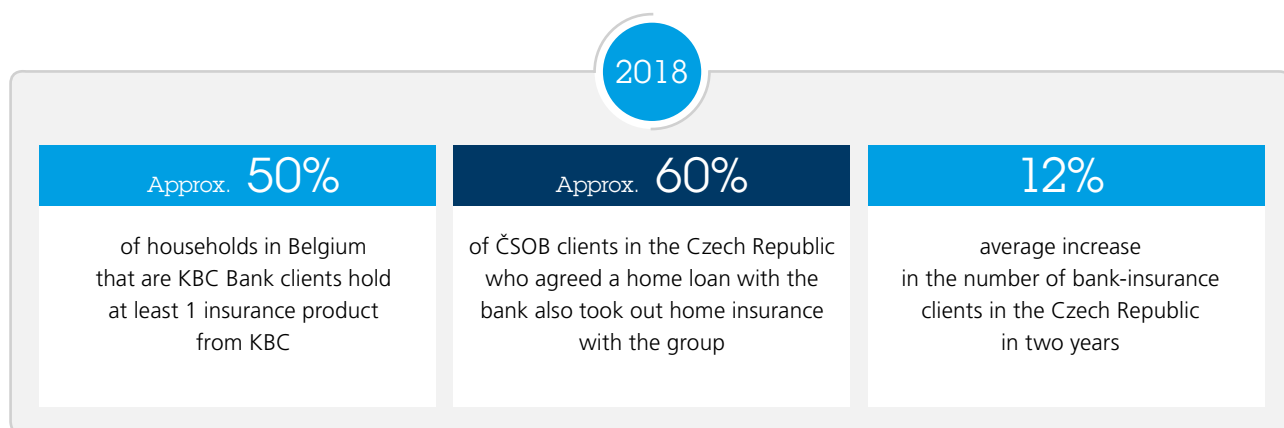 2018
Approx. 50%
of households in Belgium
that are KBC Bank clients hold
at least 1 insurance product
from KBC
Approx. 60%
of ČSOB clients in the Czech Republic
who agreed a home loan with the
bank also took out home insurance
with the group
12%
average increase
in the number of bank-insurance
clients in the Czech Republic
in two years